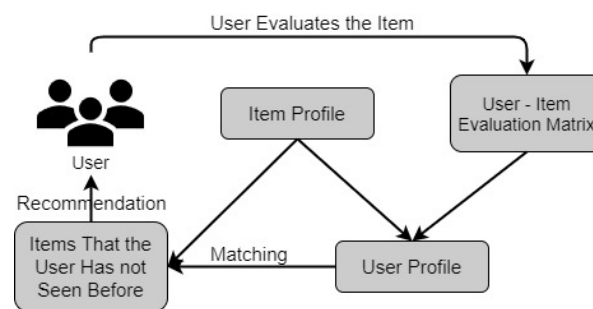 User Evaluates the Item
Item Profile
User - Item
Evaluation Matrix
User
Recommendation
Items That the
User Has not
Seen Before
Matching
User Profile